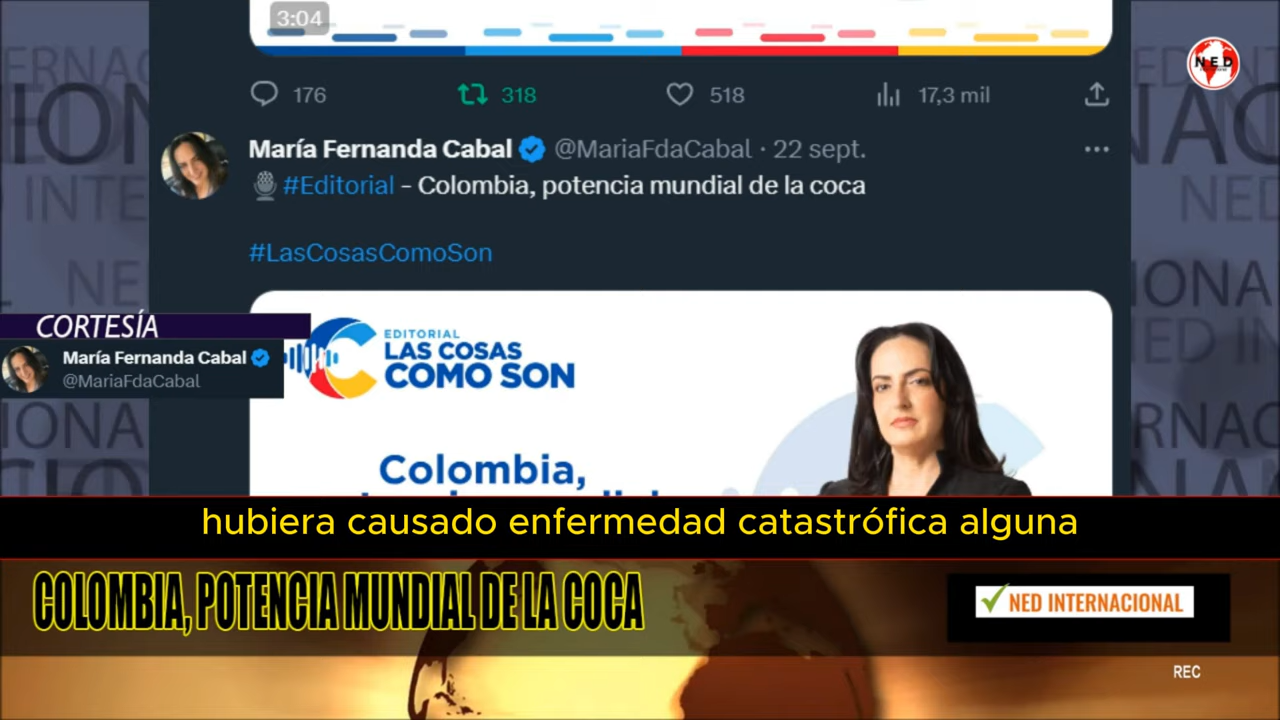 3:04
176 318 518 17,3 mil
NED
María Fernanda Cabal @MariaFdaCabal · 22 sept.
#Editorial - Colombia, potencia mundial de la coca
#LasCosasComoSon
CORTESÍA
María Fernanda Cabal
@MariaFdaCabal
EDITORIAL
LAS COSAS
COMO SON
Colombia,
hubiera causado enfermedad catastrófica alguna
COLOMBIA, POTENCIA MUNDIAL DE LA COCA
NED INTERNACIONAL
REC